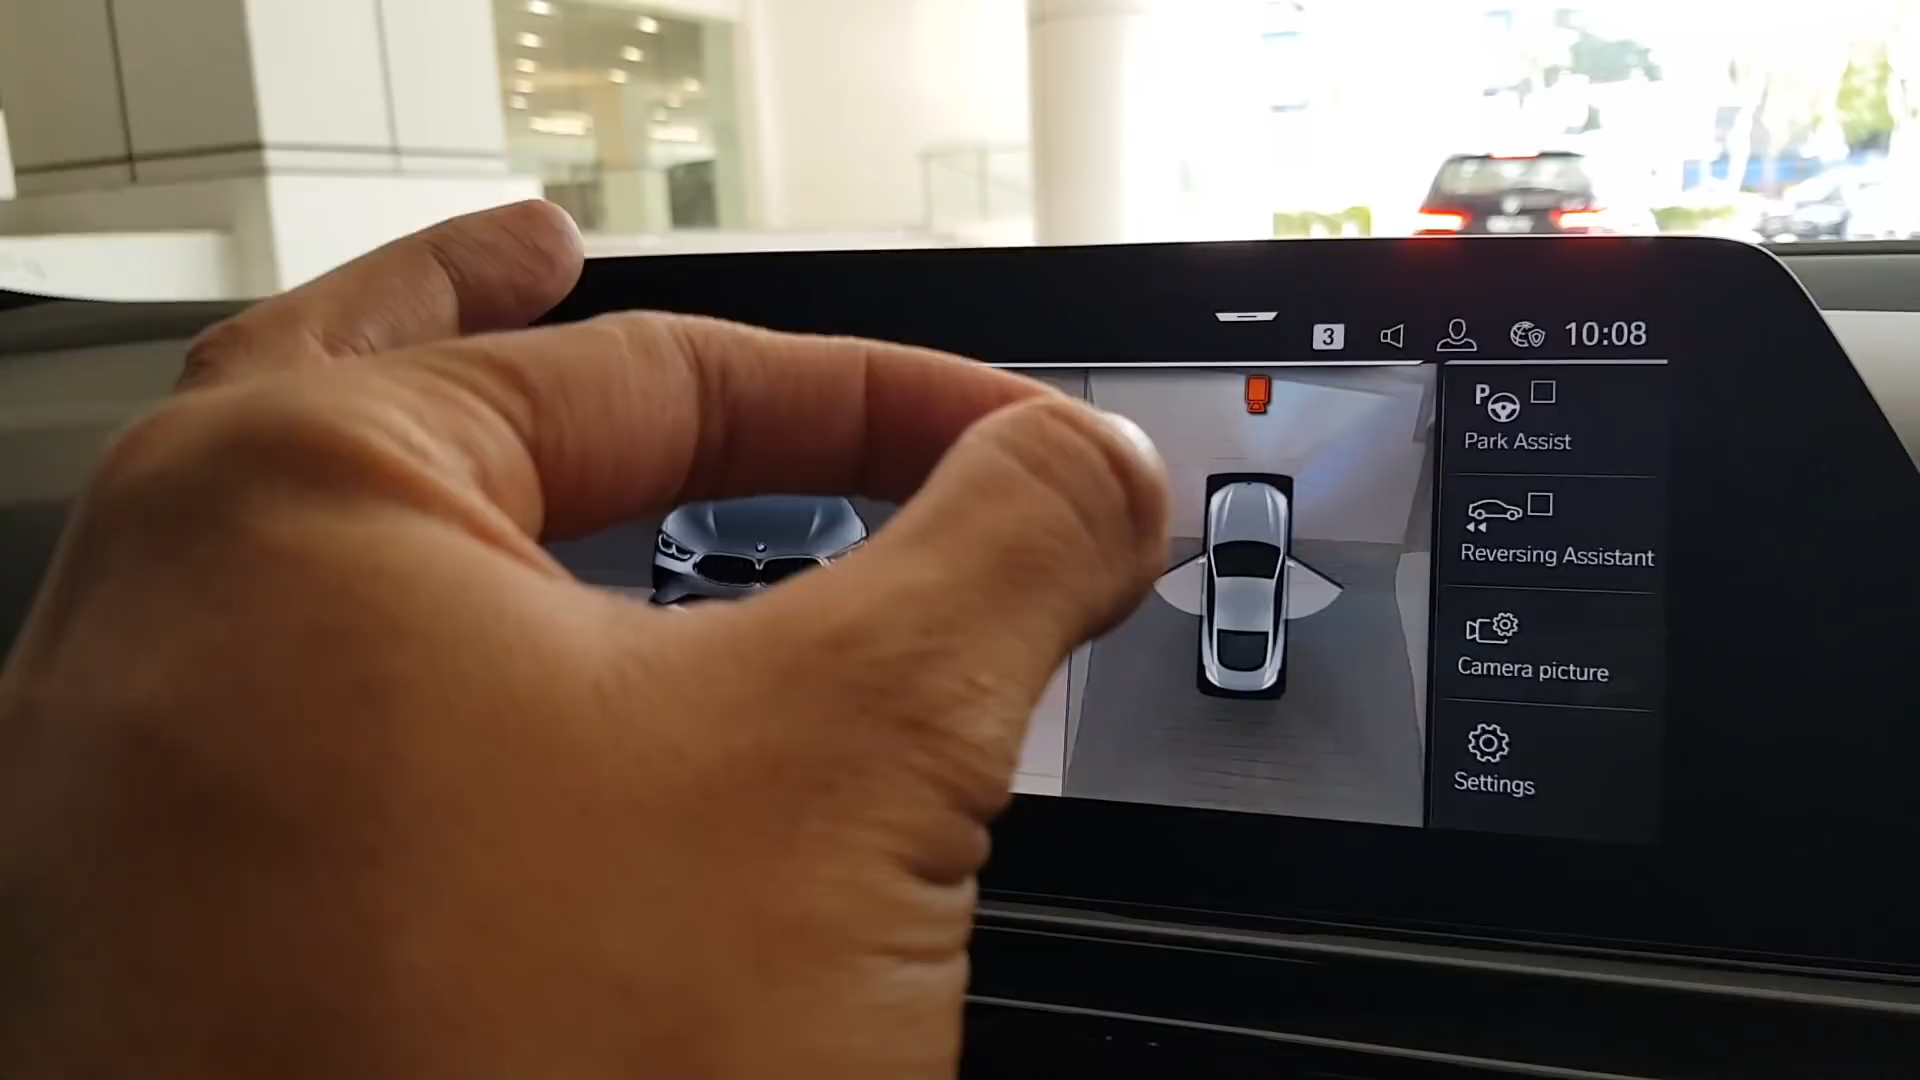 3
10:08
P
Park Assist
Reversing Assistant
Camera picture
Settings